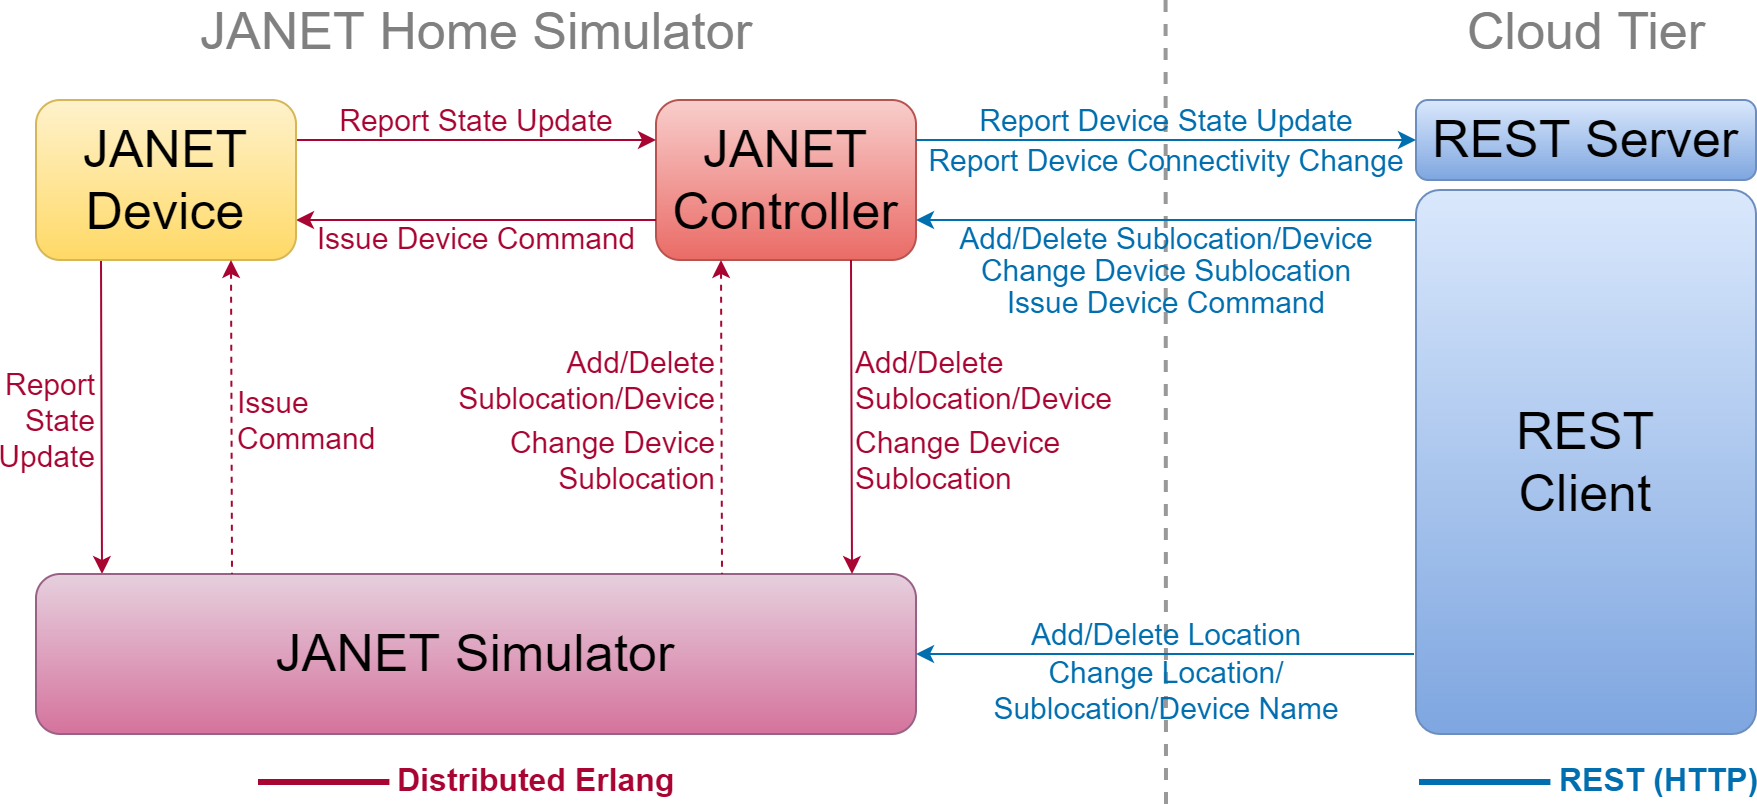 JANET Home Simulator
Cloud Tier
JANET
Device
Report State Update
Issue Device Command
JANET
Controller
Report Device State Update
Report Device Connectivity Change
Add/Delete Sublocation/Device
Change Device Sublocation
Issue Device Command
REST Server
REST
Client
Report
State
Update
Issue
Command
Add/Delete
Sublocation/Device
Change Device
Sublocation
Add/Delete
Sublocation/Device
Change Device
Sublocation
JANET Simulator
Add/Delete Location
Change Location/
Sublocation/Device Name
Distributed Erlang
REST (HTTP)